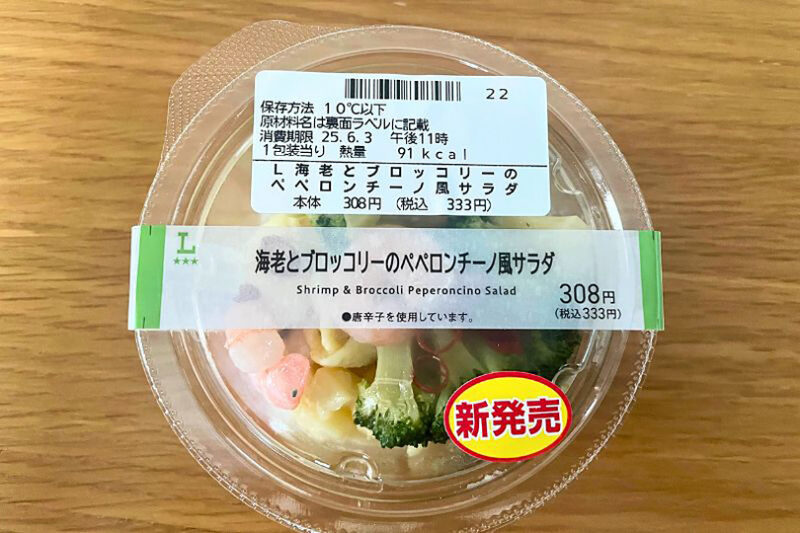 22
保存方法 10℃以下
原材料名は裏面ラベルに記載
消費期限 25.6.3 午後11時
1包装当り 熱量 91kcal
L海老とブロッコリーの
ペペロンチーノ風サラダ
本体 308円 (税込 333円)
L
★★★
海老とブロッコリーのペペロンチーノ風サラダ
Shrimp & Broccoli Peperoncino Salad
308円
(税込333円)
●唐辛子を使用しています。
新発売